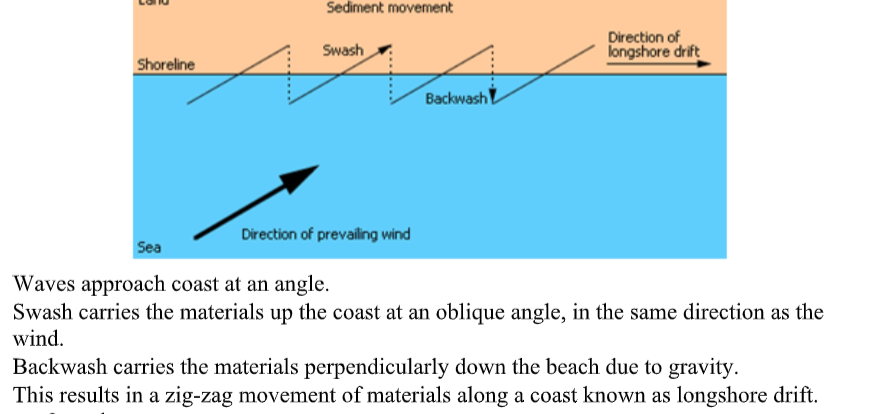 Land
Sediment movement
Direction of
longshore drift
Swash
Shoreline
Backwash
Direction of prevailing wind
Sea
Waves approach coast at an angle.
Swash carries the materials up the coast at an oblique angle, in the same direction as the
wind.
Backwash carries the materials perpendicularly down the beach due to gravity.
This results in a zig-zag movement of materials along a coast known as longshore drift.